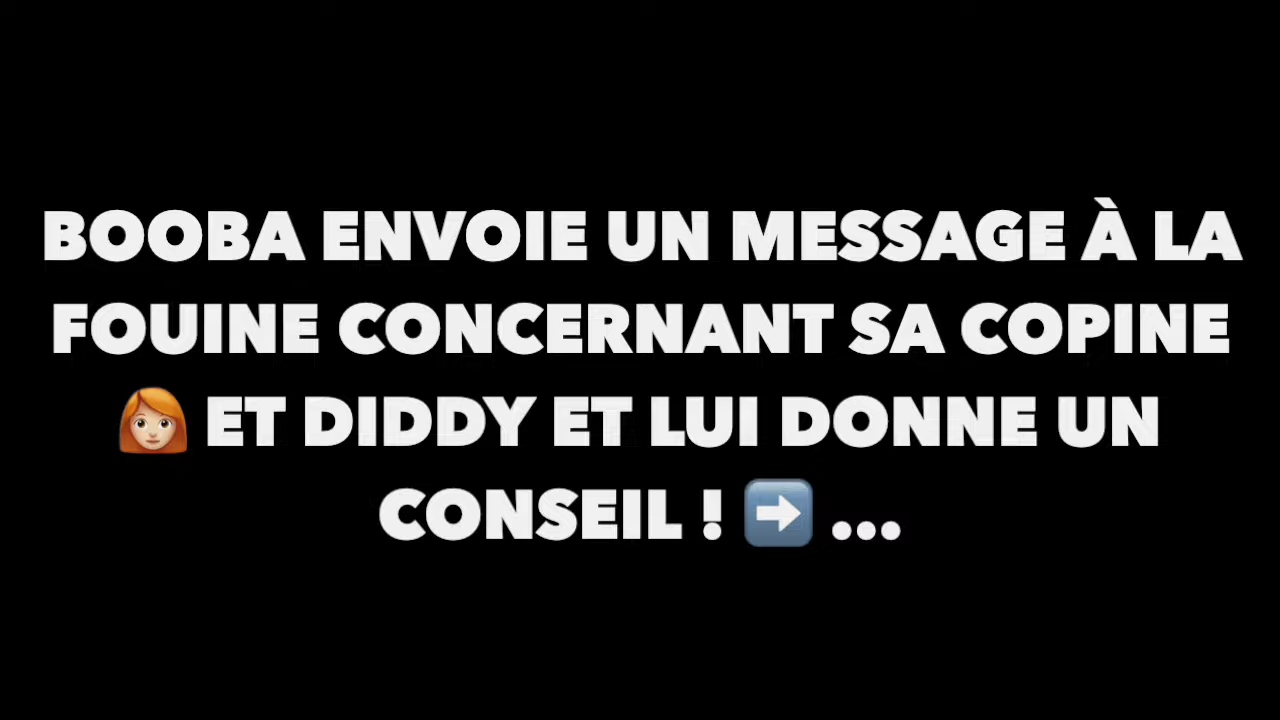 BOOBA ENVOIE UN MESSAGE À LA
FOUINE CONCERNANT SA COPINE
👩🏻‍🦰 ET DIDDY ET LUI DONNE UN
CONSEIL ! ➡️ ...